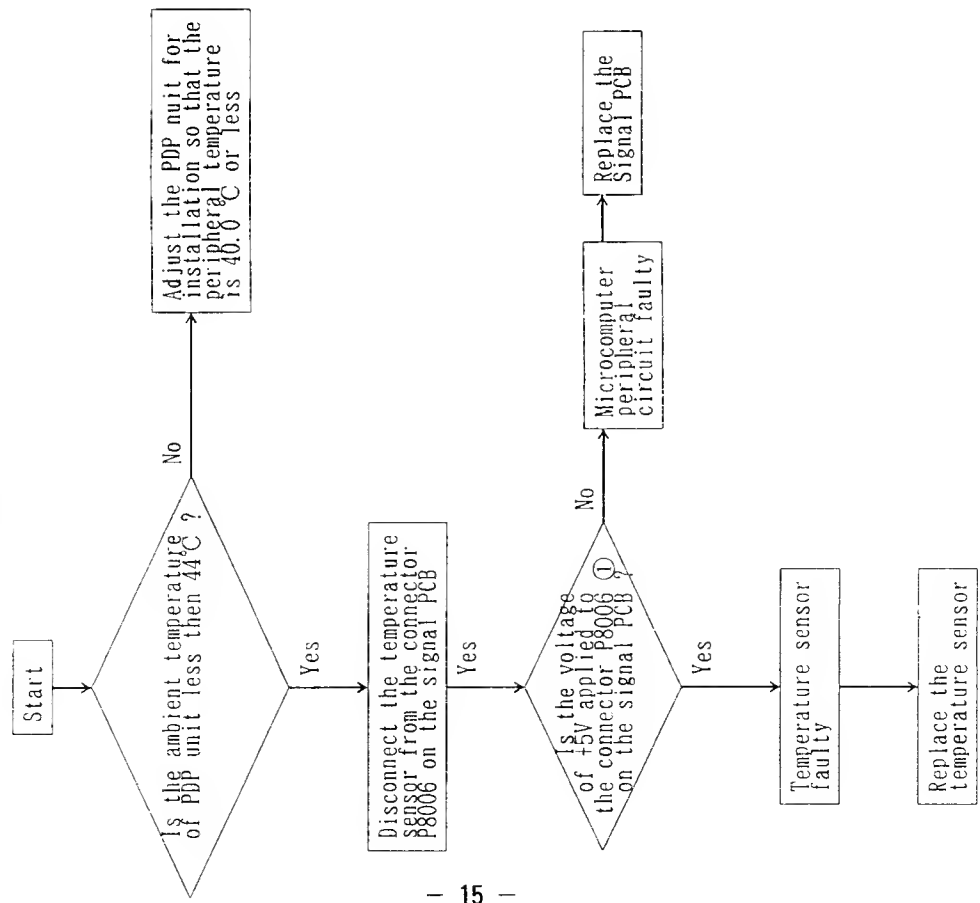 Start
Is the ambient temperature
of PDP unit less then 44℃ ?
No
Adjust the PDP nuit for
installation so that the
peripheral temperature
is 40.0 ℃ or less
Yes
Disconnect the temperature
sensor from the connector
P8006 on the signal PCB
Yes
Is the voltage
of +5V applied to
the connector P8006 ①
on the signal PCB ?
No
Microcomputer
peripheral
circuit faulty
Replace the
Signal PCB
Yes
Temperature sensor
faulty
Replace the
temperature sensor
— 15 —